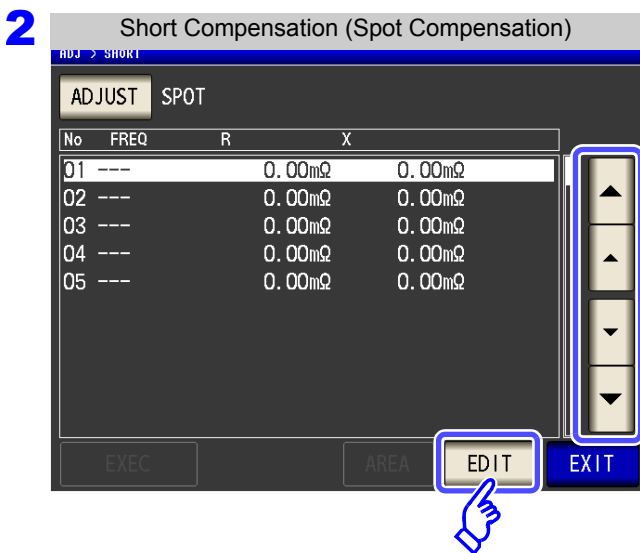 2
Short Compensation (Spot Compensation)
ADJ > SHORT
ADJUST SPOT
No FREQ R X
01 --- 0.00mΩ 0.00mΩ
02 --- 0.00mΩ 0.00mΩ
03 --- 0.00mΩ 0.00mΩ
04 --- 0.00mΩ 0.00mΩ
05 --- 0.00mΩ 0.00mΩ
EXEC AREA EDIT EXIT